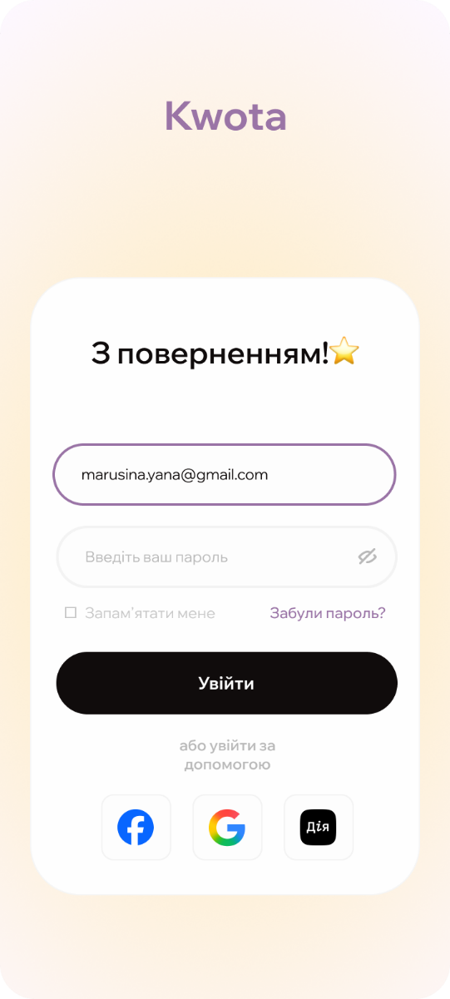 Kwota
З поверненням!⭐
marusina.yana@gmail.com
Введіть ваш пароль
Запам'ятати мене
Забули пароль?
Увійти
або увійти за
допомогою
Дія